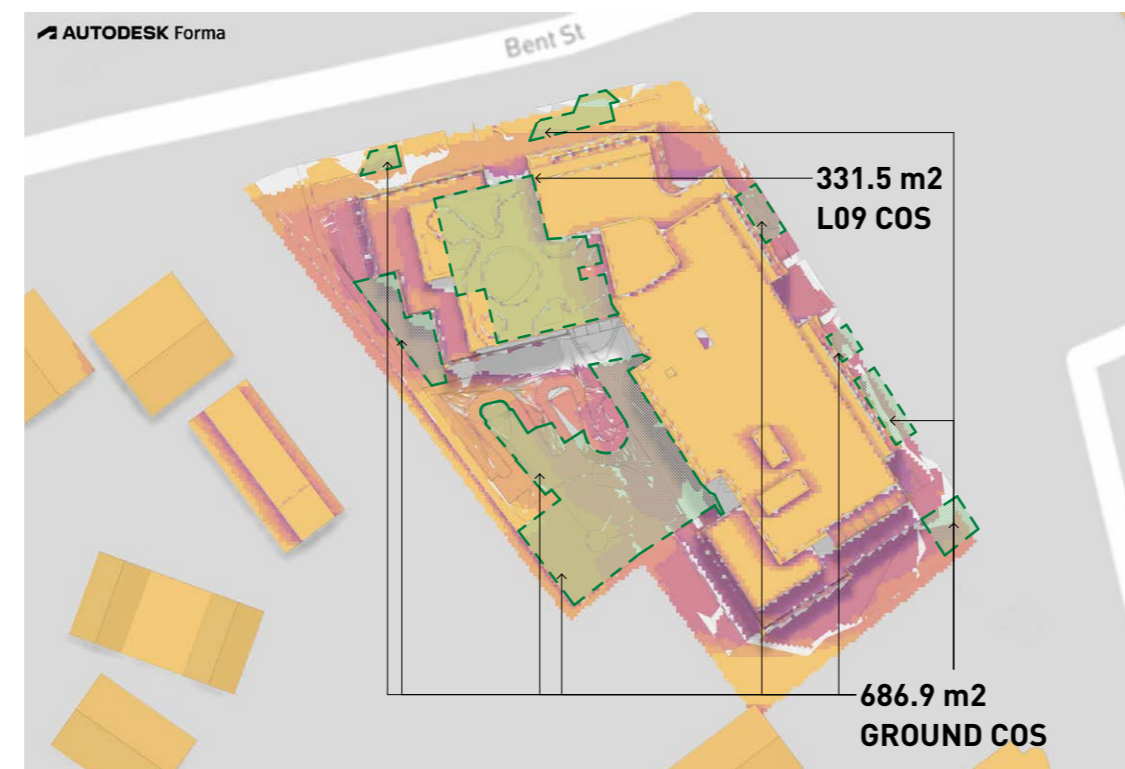 AUTODESK Forma
Bent St
331.5 m2
L09 COS
686.9 m2
GROUND COS